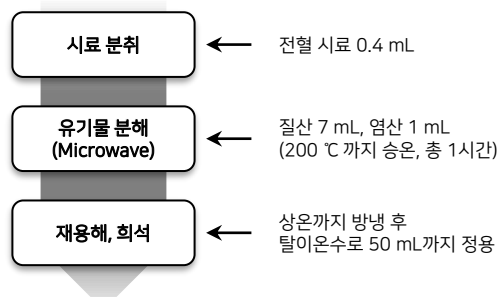 시료 분취
전혈 시료 0.4 mL
유기물 분해
(Microwave)
질산 7 mL, 염산 1 mL
(200 ℃ 까지 승온, 총 1시간)
재용해, 희석
상온까지 방냉 후
탈이온수로 50 mL까지 정용